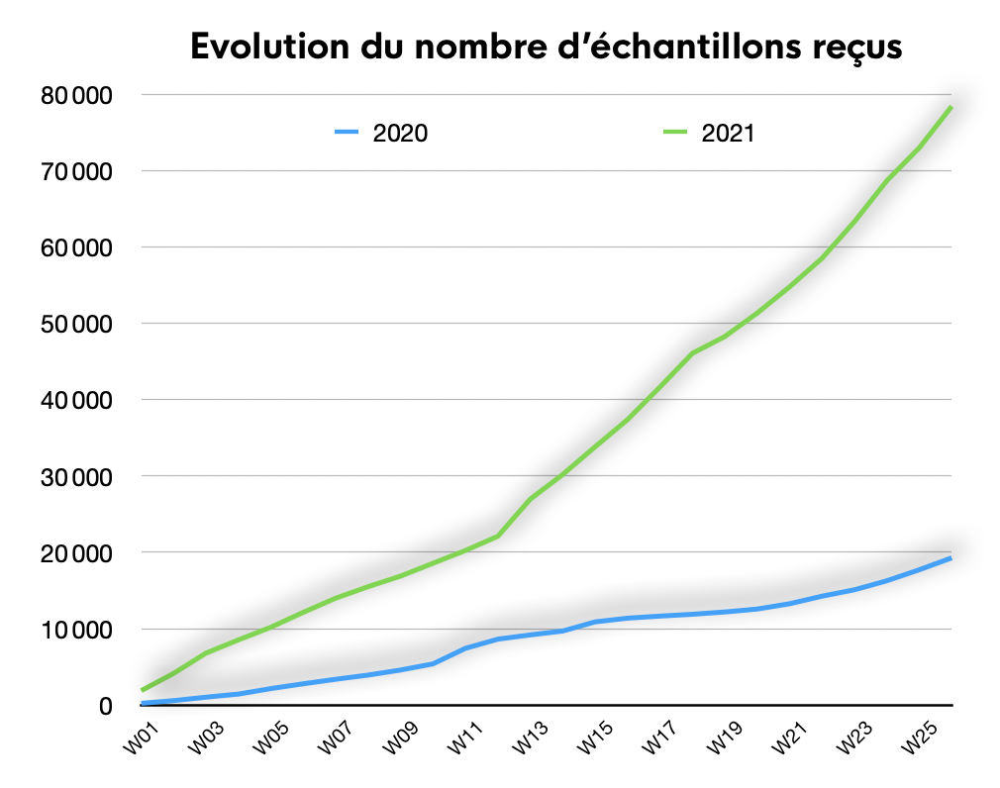 Evolution du nombre d’échantillons reçus
80 000
2020
2021
70 000
60 000
50 000
40 000
30 000
20 000
10 000
0
W01
W03
W05
W07
W09
W11
W13
W15
W17
W19
W21
W23
W25